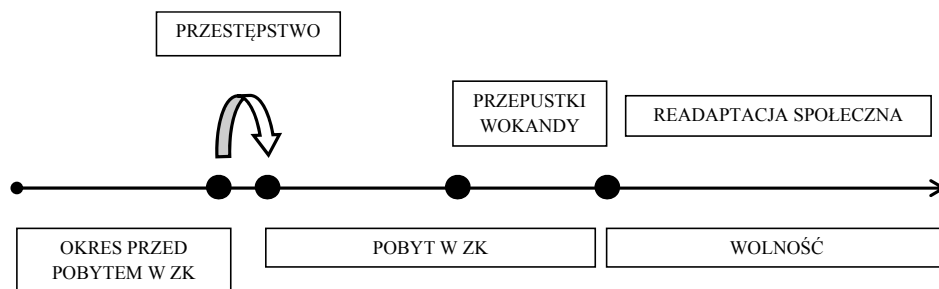 PRZESTĘPSTWO
PRZEPUSTKI
WOKANDY
READAPTACJA SPOŁECZNA
OKRES PRZED
POBYTEM W ZK
POBYT W ZK
WOLNOŚĆ